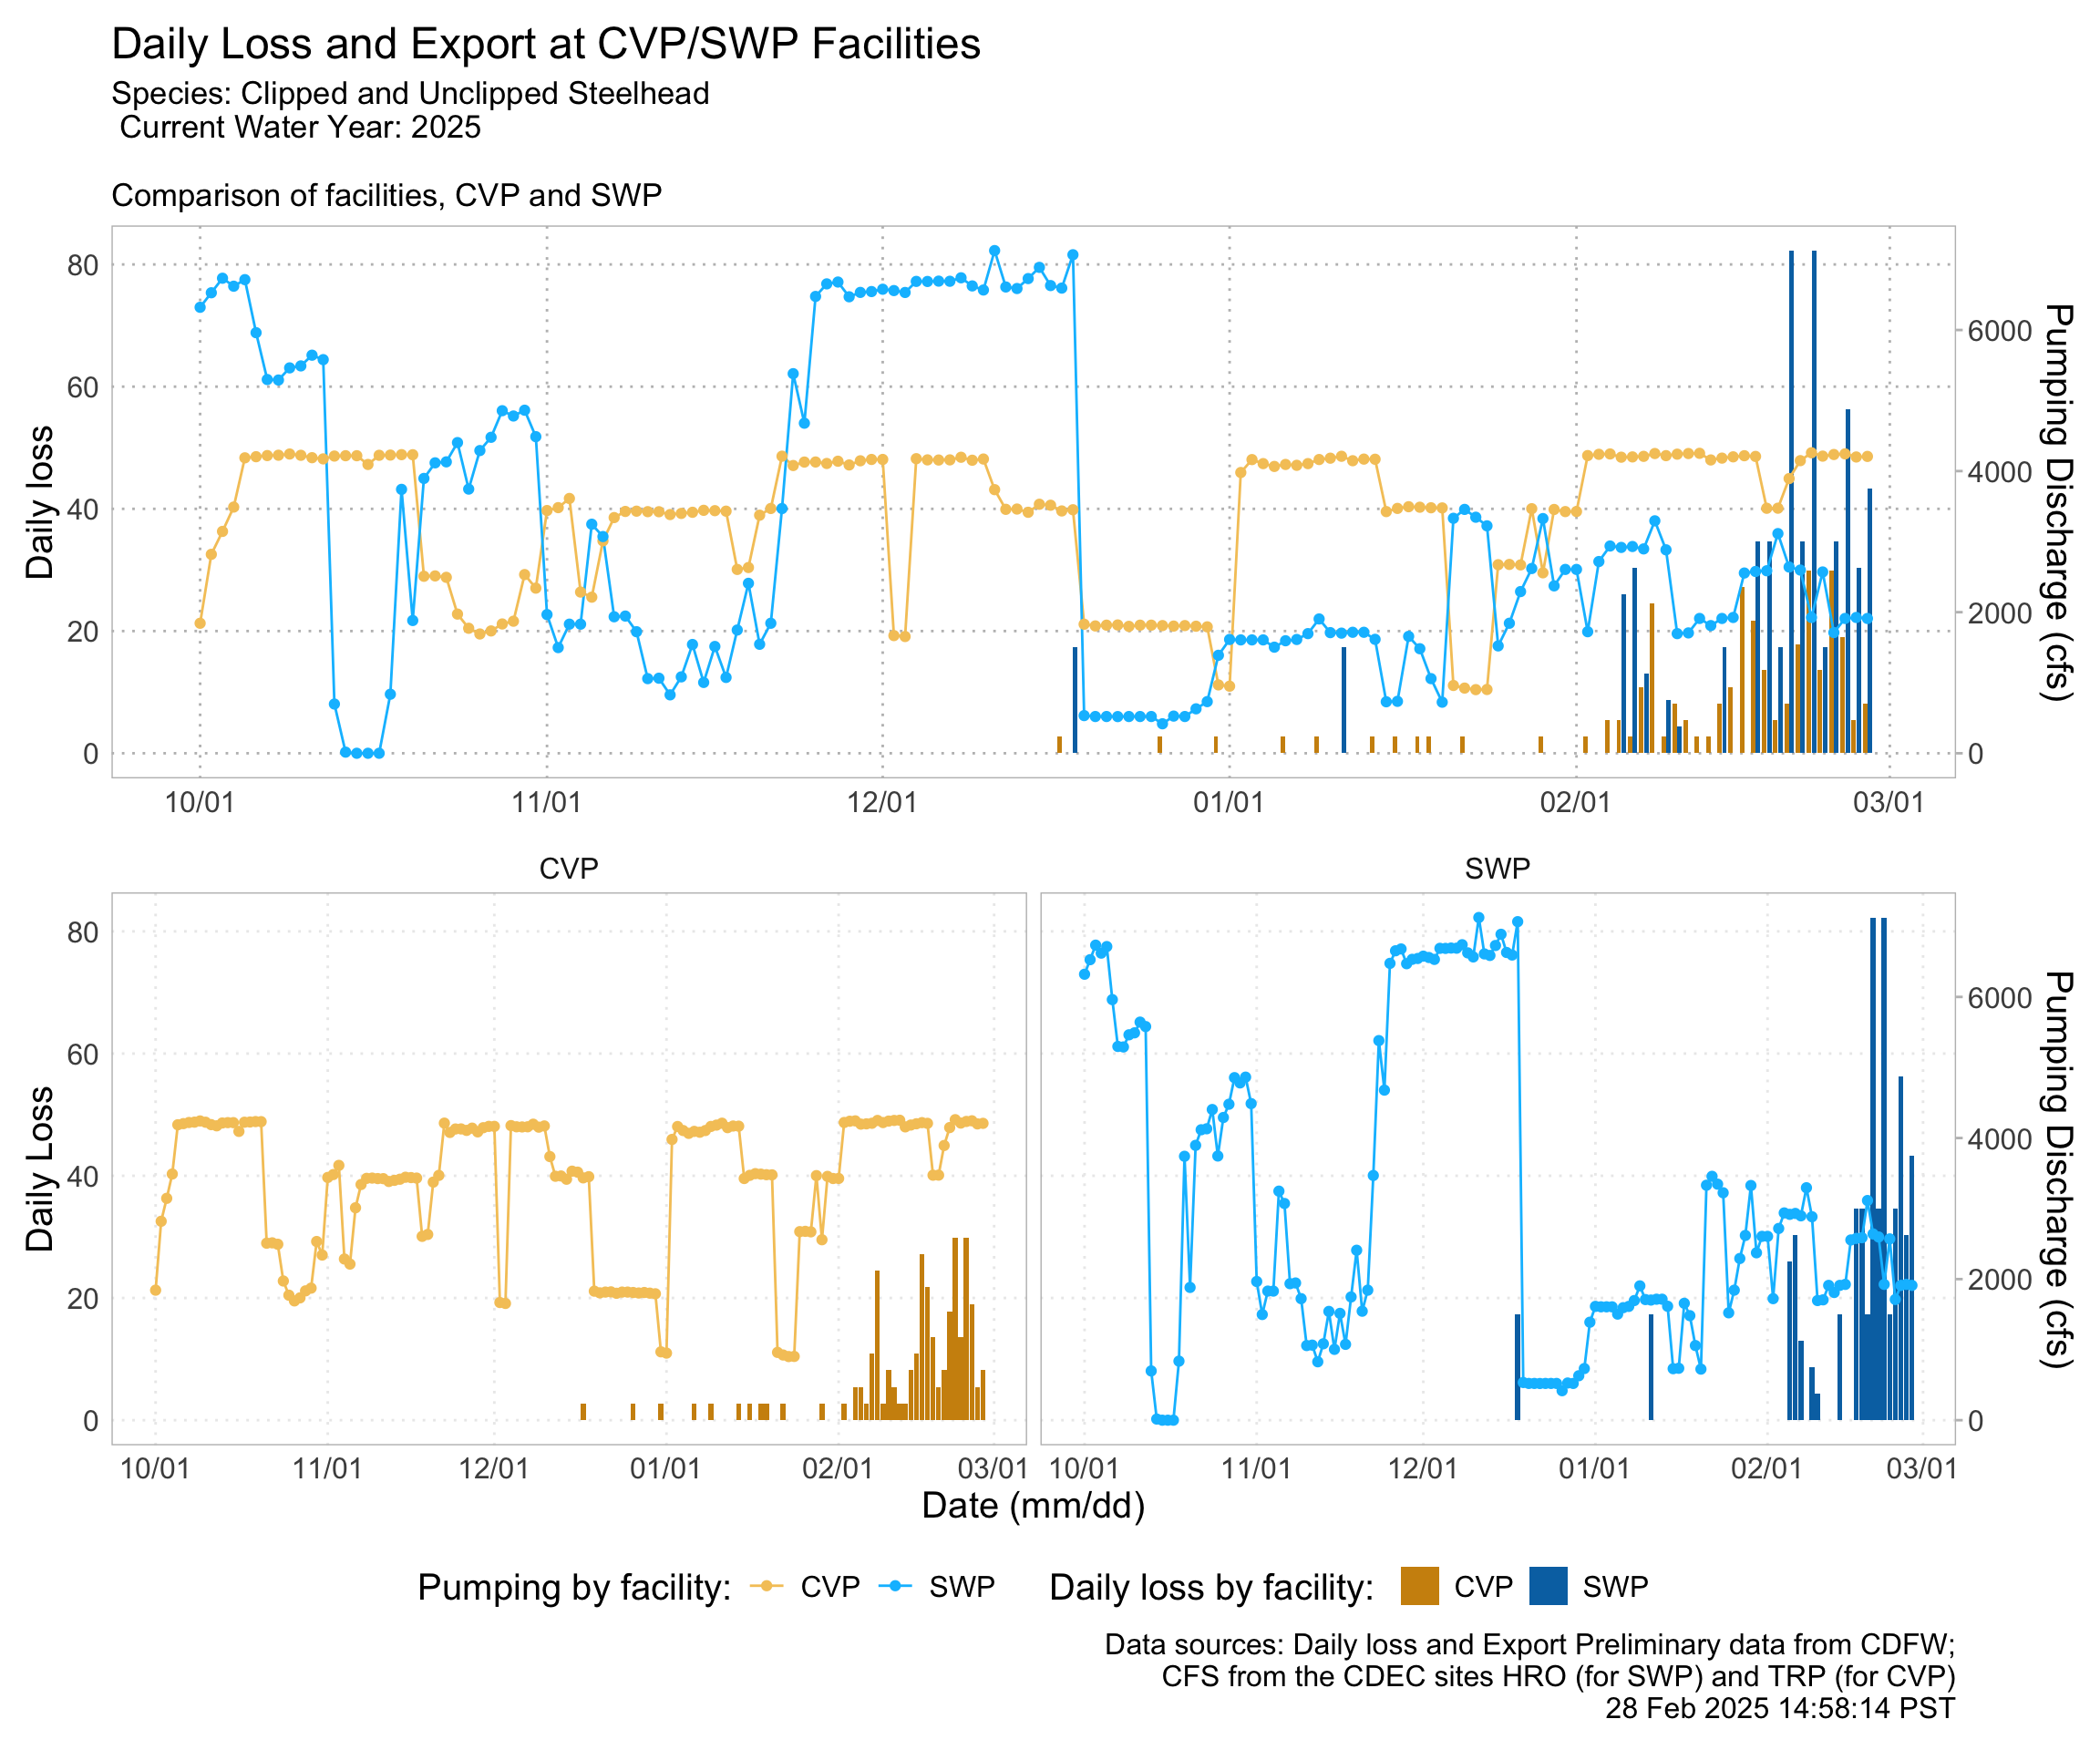 Daily Loss and Export at CVP/SWP Facilities
Species: Clipped and Unclipped Steelhead
Current Water Year: 2025
Comparison of facilities, CVP and SWP
Daily loss
80
60
40
20
0
6000
4000
2000
0
Pumping Discharge (cfs)
10/01 11/01 12/01 01/01 02/01 03/01
CVP
SWP
Daily Loss
80
60
40
20
0
6000
4000
2000
0
Pumping Discharge (cfs)
10/01 11/01 12/01 01/01 02/01 03/01
10/01 11/01 12/01 01/01 02/01 03/01
Date (mm/dd)
Pumping by facility: CVP SWP Daily loss by facility: CVP SWP
Data sources: Daily loss and Export Preliminary data from CDFW;
CFS from the CDEC sites HRO (for SWP) and TRP (for CVP)
28 Feb 2025 14:58:14 PST